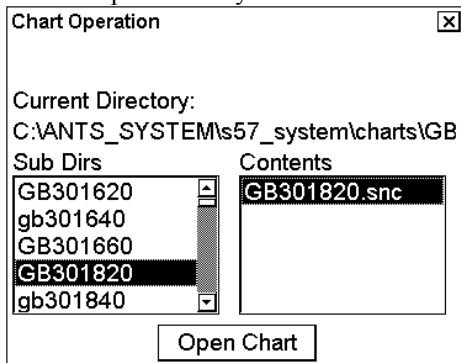 Chart Operation
Current Directory:
C:\ANTS_SYSTEM\s57_system\charts\GB
Sub Dirs
GB301620
gb301640
GB301660
GB301820
gb301840
Contents
GB301820.snc
Open Chart